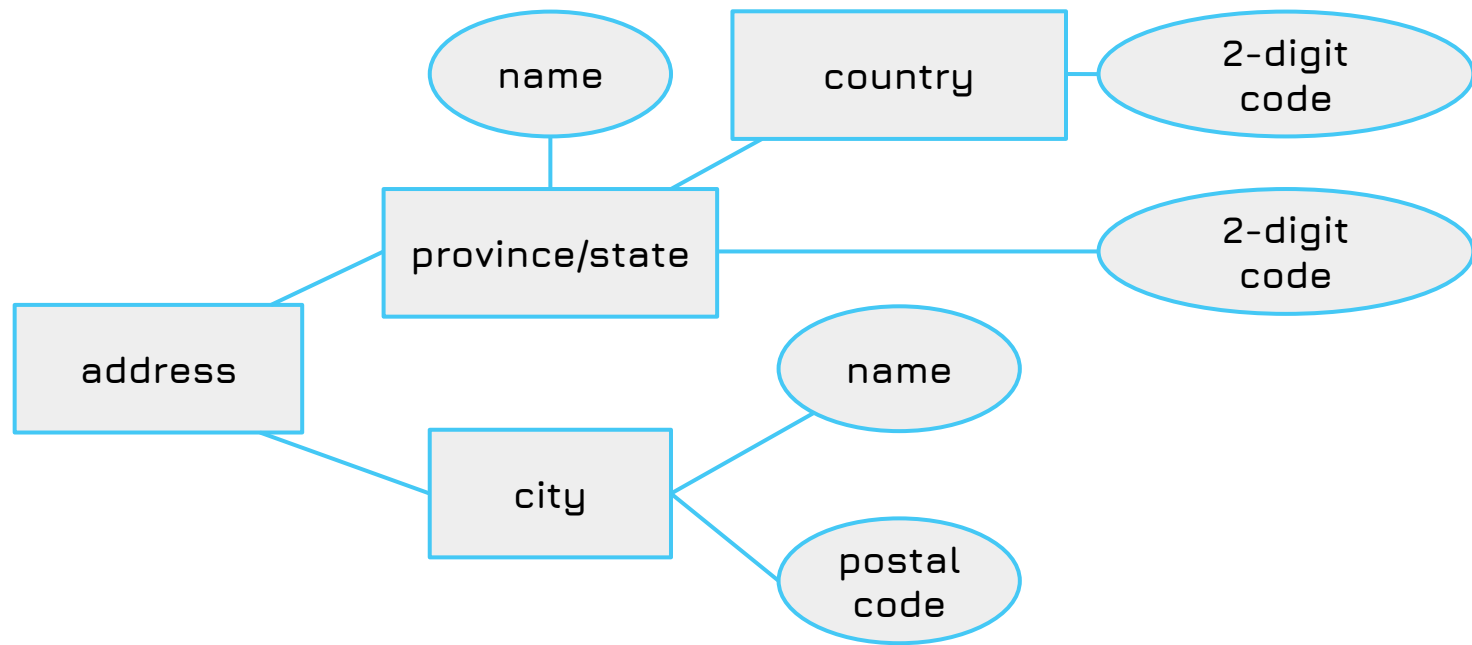 name
country
2-digit
code
province/state
2-digit
code
address
name
city
postal
code